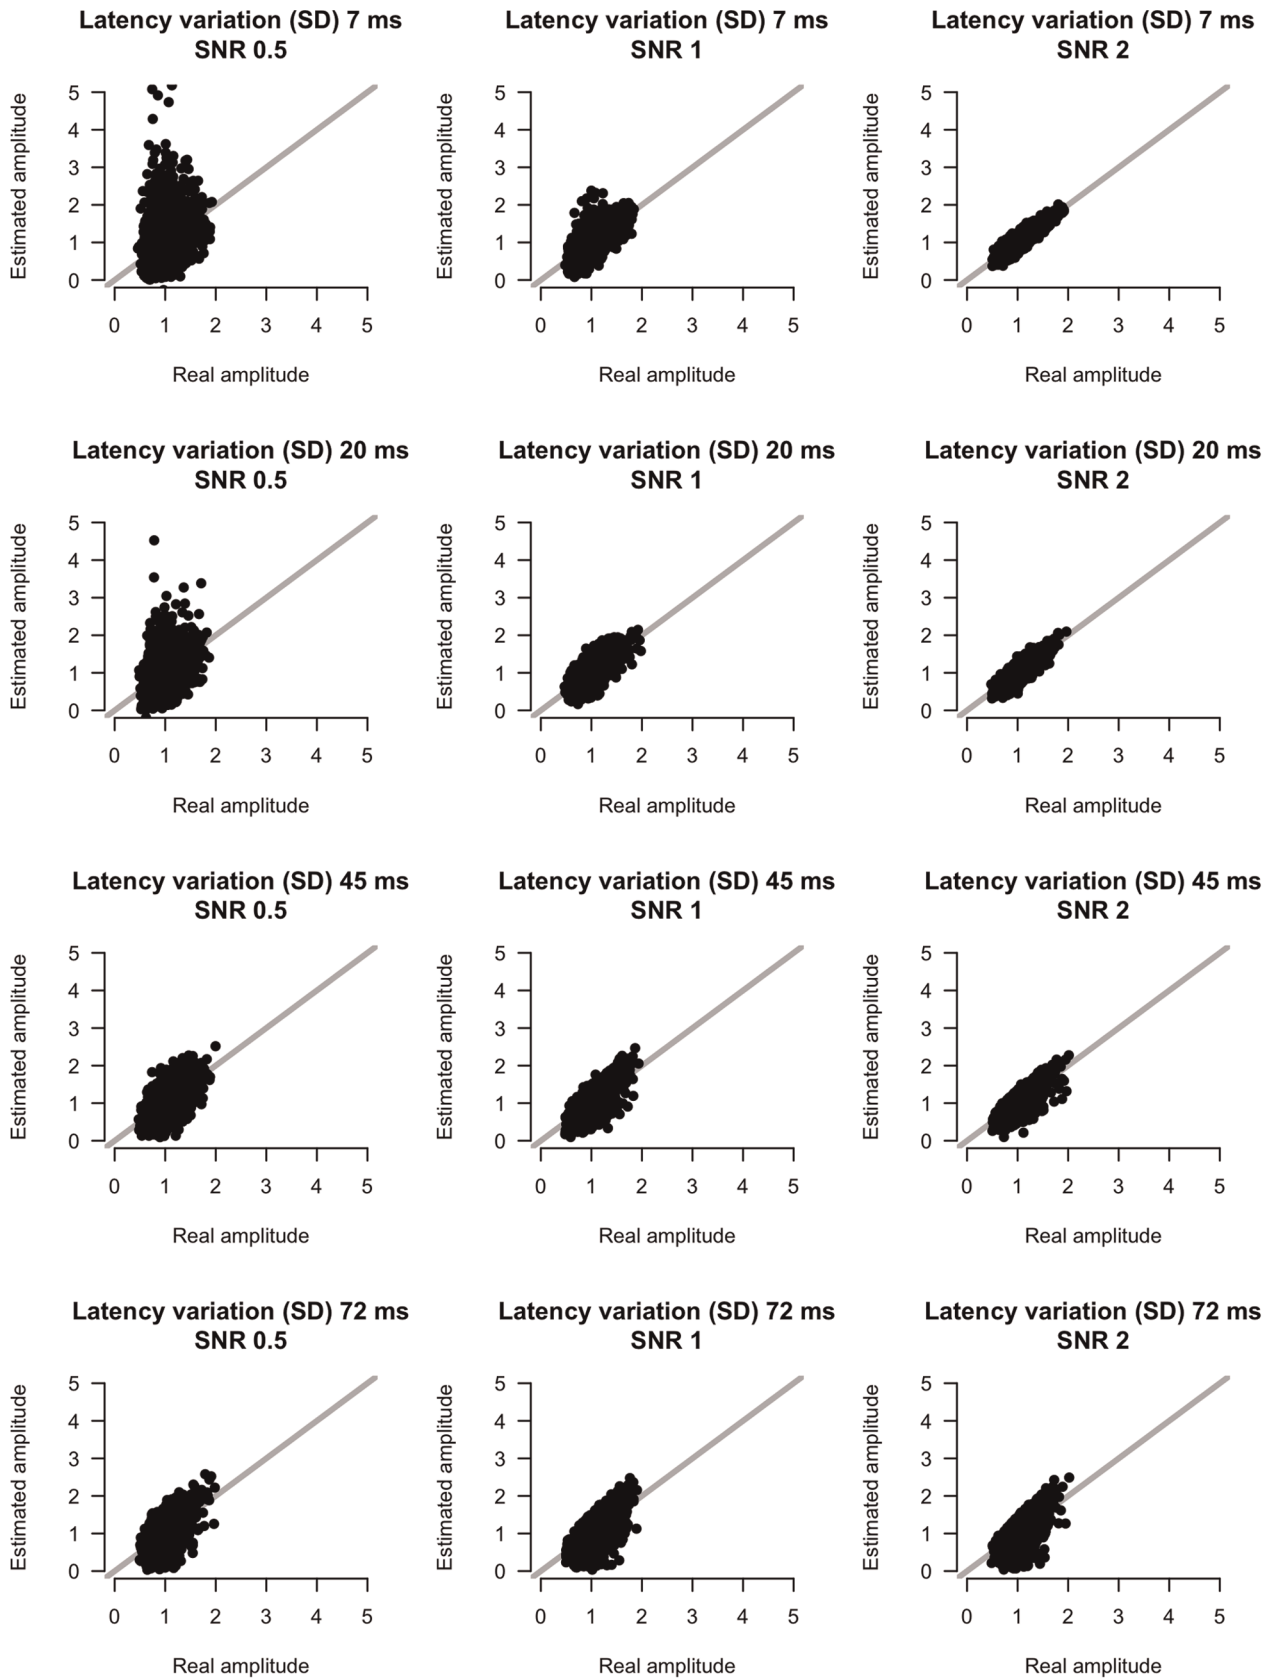 Latency variation (SD) 7 ms
SNR 0.5
Estimated amplitude
5
4
3
2
1
0
0 1 2 3 4 5
Real amplitude
Latency variation (SD) 7 ms
SNR 1
Estimated amplitude
5
4
3
2
1
0
0 1 2 3 4 5
Real amplitude
Latency variation (SD) 7 ms
SNR 2
Estimated amplitude
5
4
3
2
1
0
0 1 2 3 4 5
Real amplitude
Latency variation (SD) 20 ms
SNR 0.5
Estimated amplitude
5
4
3
2
1
0
0 1 2 3 4 5
Real amplitude
Latency variation (SD) 20 ms
SNR 1
Estimated amplitude
5
4
3
2
1
0
0 1 2 3 4 5
Real amplitude
Latency variation (SD) 20 ms
SNR 2
Estimated amplitude
5
4
3
2
1
0
0 1 2 3 4 5
Real amplitude
Latency variation (SD) 45 ms
SNR 0.5
Estimated amplitude
5
4
3
2
1
0
0 1 2 3 4 5
Real amplitude
Latency variation (SD) 45 ms
SNR 1
Estimated amplitude
5
4
3
2
1
0
0 1 2 3 4 5
Real amplitude
Latency variation (SD) 45 ms
SNR 2
Estimated amplitude
5
4
3
2
1
0
0 1 2 3 4 5
Real amplitude
Latency variation (SD) 72 ms
SNR 0.5
Estimated amplitude
5
4
3
2
1
0
0 1 2 3 4 5
Real amplitude
Latency variation (SD) 72 ms
SNR 1
Estimated amplitude
5
4
3
2
1
0
0 1 2 3 4 5
Real amplitude
Latency variation (SD) 72 ms
SNR 2
Estimated amplitude
5
4
3
2
1
0
0 1 2 3 4 5
Real amplitude